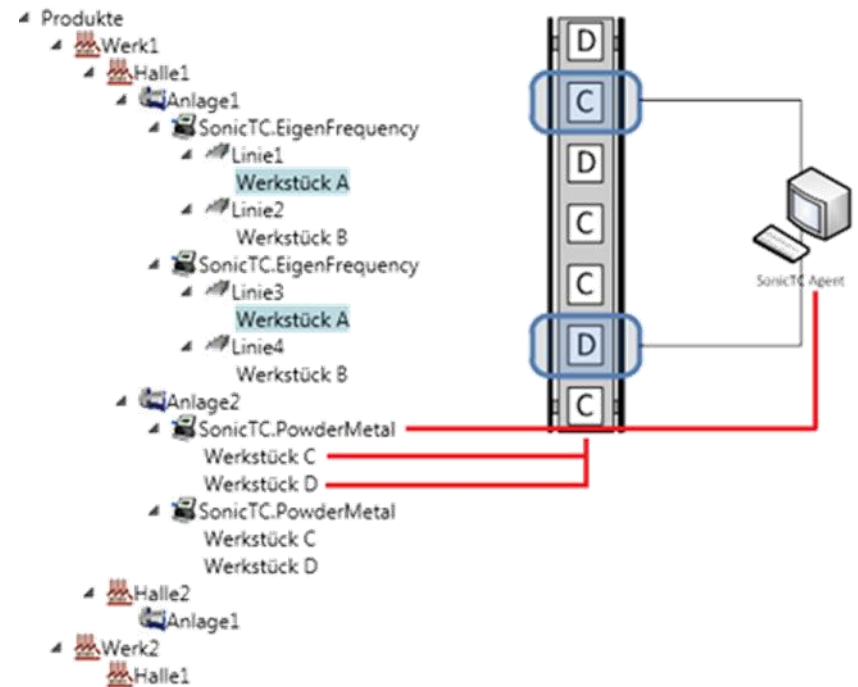 Produkte
Werk1
Halle1
Anlage1
SonicTC.EigenFrequency
Linie1
Werkstück A
Linie2
Werkstück B
SonicTC.EigenFrequency
Linie3
Werkstück A
Linie4
Werkstück B
Anlage2
SonicTC.PowderMetal
Werkstück C
Werkstück D
SonicTC.PowderMetal
Werkstück C
Werkstück D
Halle2
Anlage1
Werk2
Halle1
D
C
D
C
C
D
C
SonicTC Agent